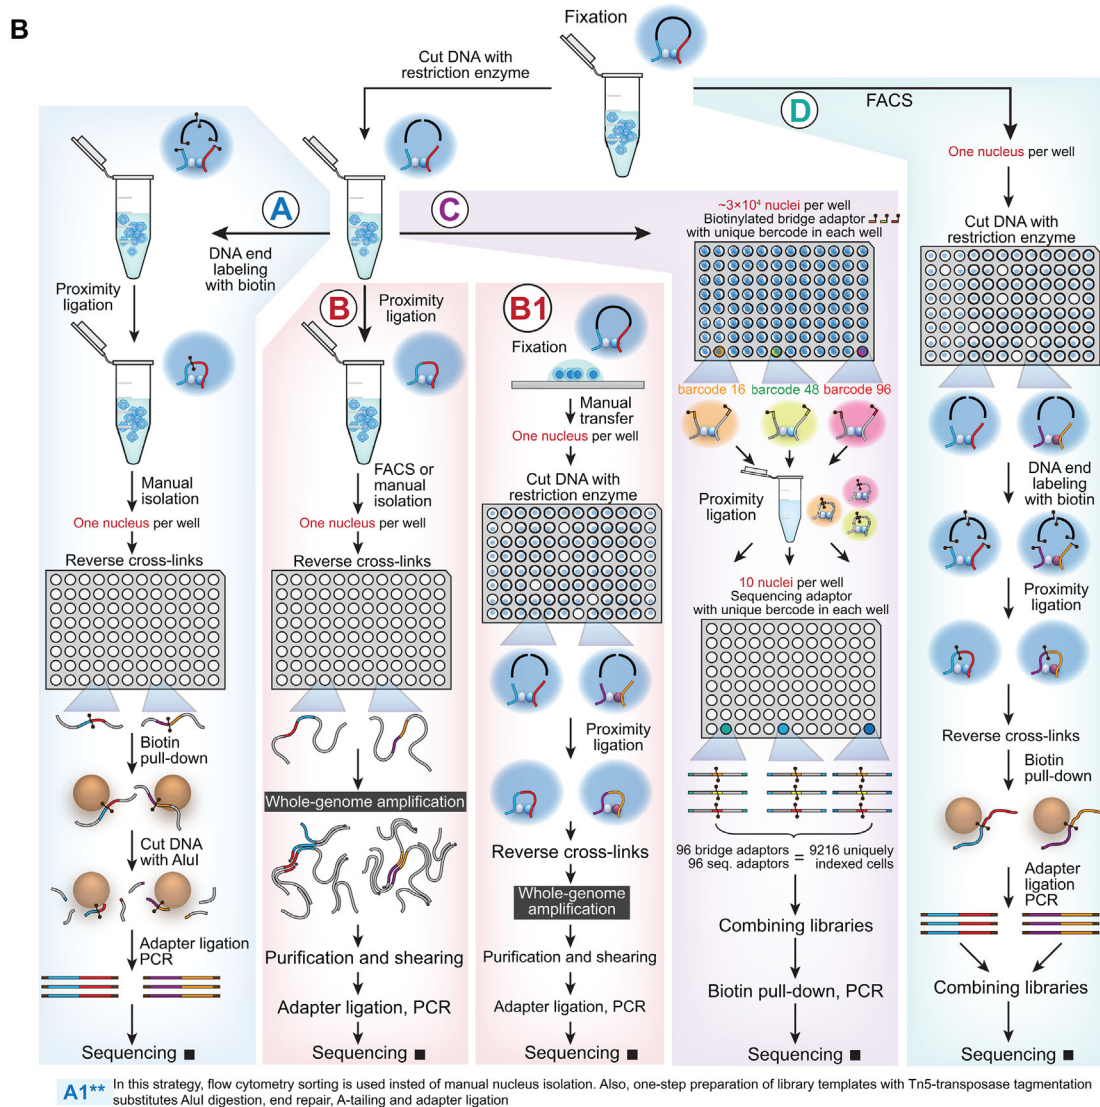 B
Fixation
Cut DNA with
restriction enzyme
D
FACS
One nucleus per well
Cut DNA with
restriction enzyme
A
C
~3×10⁴ nuclei per well
Biotinylated bridge adaptor
with unique bercode in each well
DNA end
labeling
with biotin
Proximity
ligation
B
Proximity
ligation
B1
Fixation
Manual
transfer
One nucleus per well
Cut DNA with
restriction enzyme
barcode 16
barcode 48
barcode 96
Proximity
ligation
10 nuclei per well
Sequencing adaptor
with unique bercode in each well
DNA end
labeling
with biotin
Proximity
ligation
Manual
isolation
One nucleus per well
Reverse cross-links
FACS or
manual
isolation
One nucleus per well
Reverse cross-links
Proximity
ligation
Reverse cross-links
Biotin
pull-down
Biotin
pull-down
Cut DNA
with AluI
Adapter ligation
PCR
Sequencing ■
Whole-genome amplification
Purification and shearing
Adapter ligation, PCR
Sequencing ■
Reverse cross-links
Whole-genome
amplification
Purification and shearing
Adapter ligation, PCR
Sequencing ■
96 bridge adaptors
96 seq. adaptors
=
9216 uniquely
indexed cells
Combining libraries
Biotin pull-down, PCR
Sequencing ■
Adapter
ligation
PCR
Combining libraries
Sequencing ■
A1** In this strategy, flow cytometry sorting is used insted of manual nucleus isolation. Also, one-step preparation of library templates with Tn5-transposase tagmentation
substitutes AluI digestion, end repair, A-tailing and adapter ligation